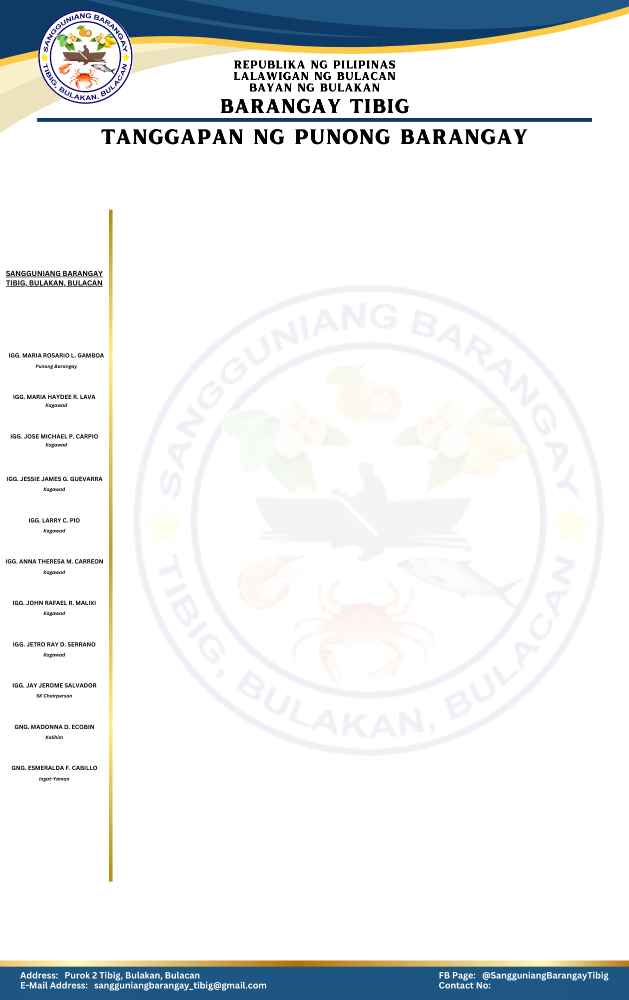 SANGGUNIANG BARANGAY
TIBIG, BULAKAN, BULACAN
REPUBLIKA NG PILIPINAS
LALAWIGAN NG BULACAN
BAYAN NG BULAKAN
BARANGAY TIBIG
TANGGAPAN NG PUNONG BARANGAY
SANGGUNIANG BARANGAY
TIBIG, BULAKAN, BULACAN
IGG. MARIA ROSARIO L. GAMBOA
Punong Barangay
IGG. MARIA HAYDEE R. LAVA
Kagawad
IGG. JOSE MICHAEL P. CARPIO
Kagawad
IGG. JESSIE JAMES G. GUEVARRA
Kagawad
IGG. LARRY C. PIO
Kagawad
IGG. ANNA THERESA M. CARREON
Kagawad
IGG. JOHN RAFAEL R. MALIXI
Kagawad
IGG. JETRO RAY D. SERRANO
Kagawad
IGG. JAY JEROME SALVADOR
SK Chairperson
GNG. MADONNA D. ECOBIN
Kalihim
GNG. ESMERALDA F. CABILLO
Ingat-Yaman
SANGGUNIANG BARANGAY
TIBIG, BULAKAN, BULACAN
Address: Purok 2 Tibig, Bulakan, Bulacan
E-Mail Address: sangguniangbarangay_tibig@gmail.com
FB Page: @SangguniangBarangayTibig
Contact No: